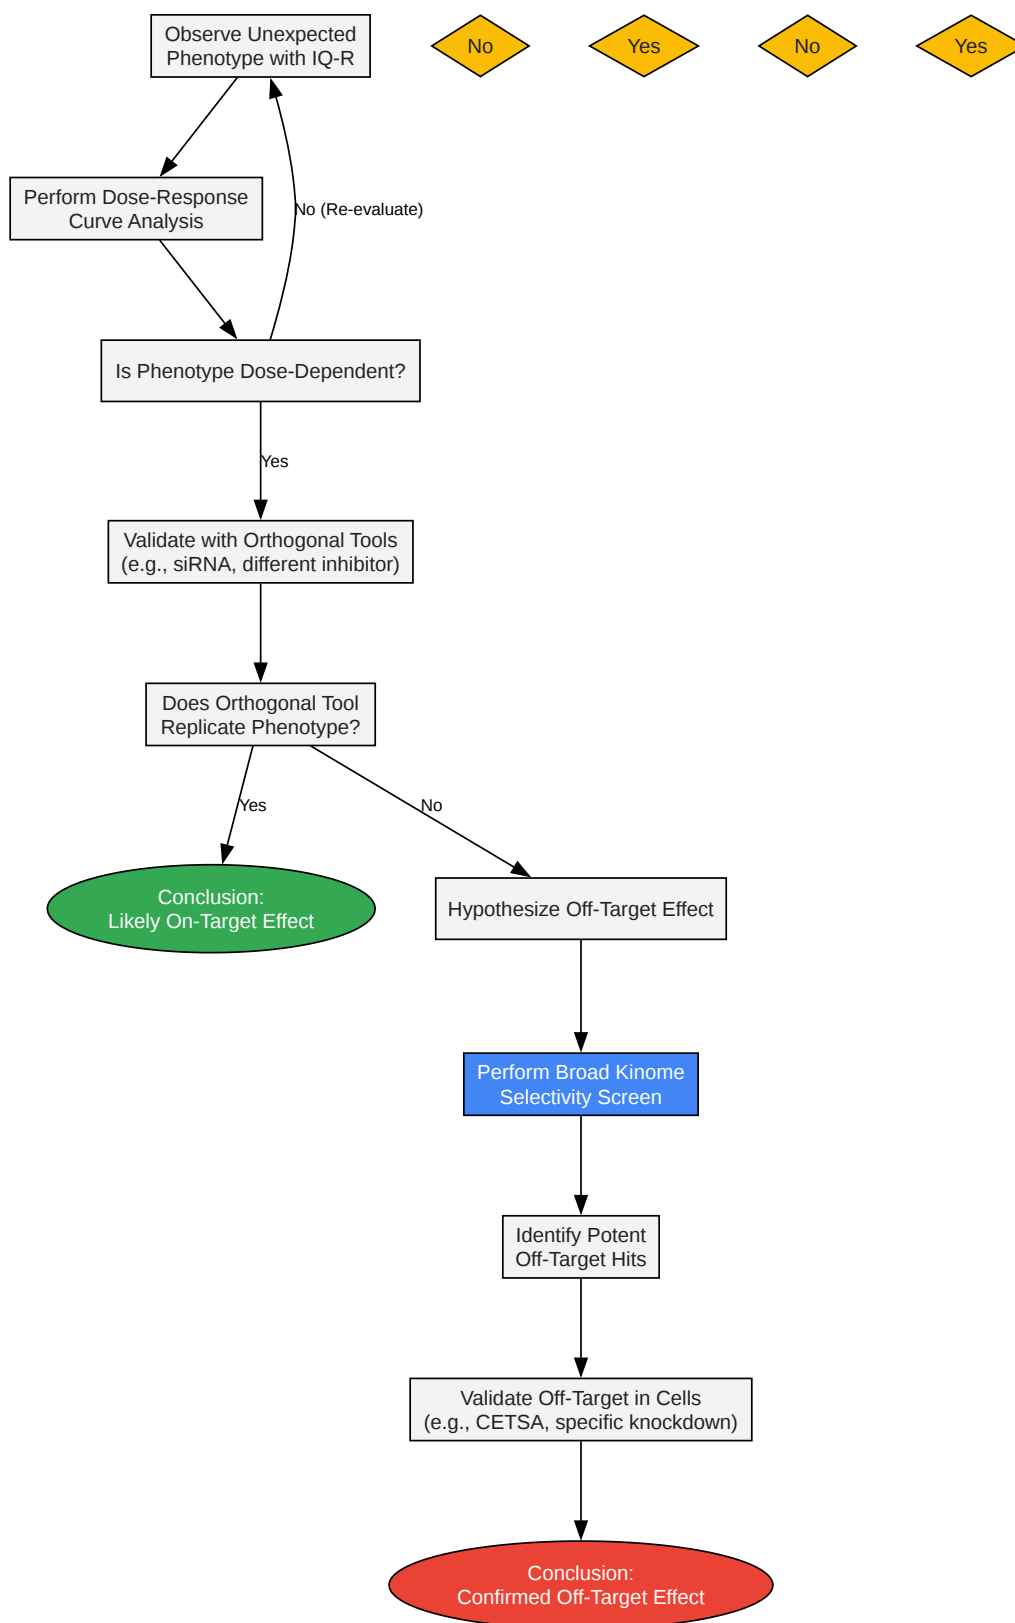 Observe Unexpected
Phenotype with IQ-R
No
Yes
No
Yes
Perform Dose-Response
Curve Analysis
No (Re-evaluate)
Is Phenotype Dose-Dependent?
Yes
Validate with Orthogonal Tools
(e.g., siRNA, different inhibitor)
Does Orthogonal Tool
Replicate Phenotype?
Yes
No
Conclusion:
Likely On-Target Effect
Hypothesize Off-Target Effect
Perform Broad Kinome
Selectivity Screen
Identify Potent
Off-Target Hits
Validate Off-Target in Cells
(e.g., CETSA, specific knockdown)
Conclusion:
Confirmed Off-Target Effect